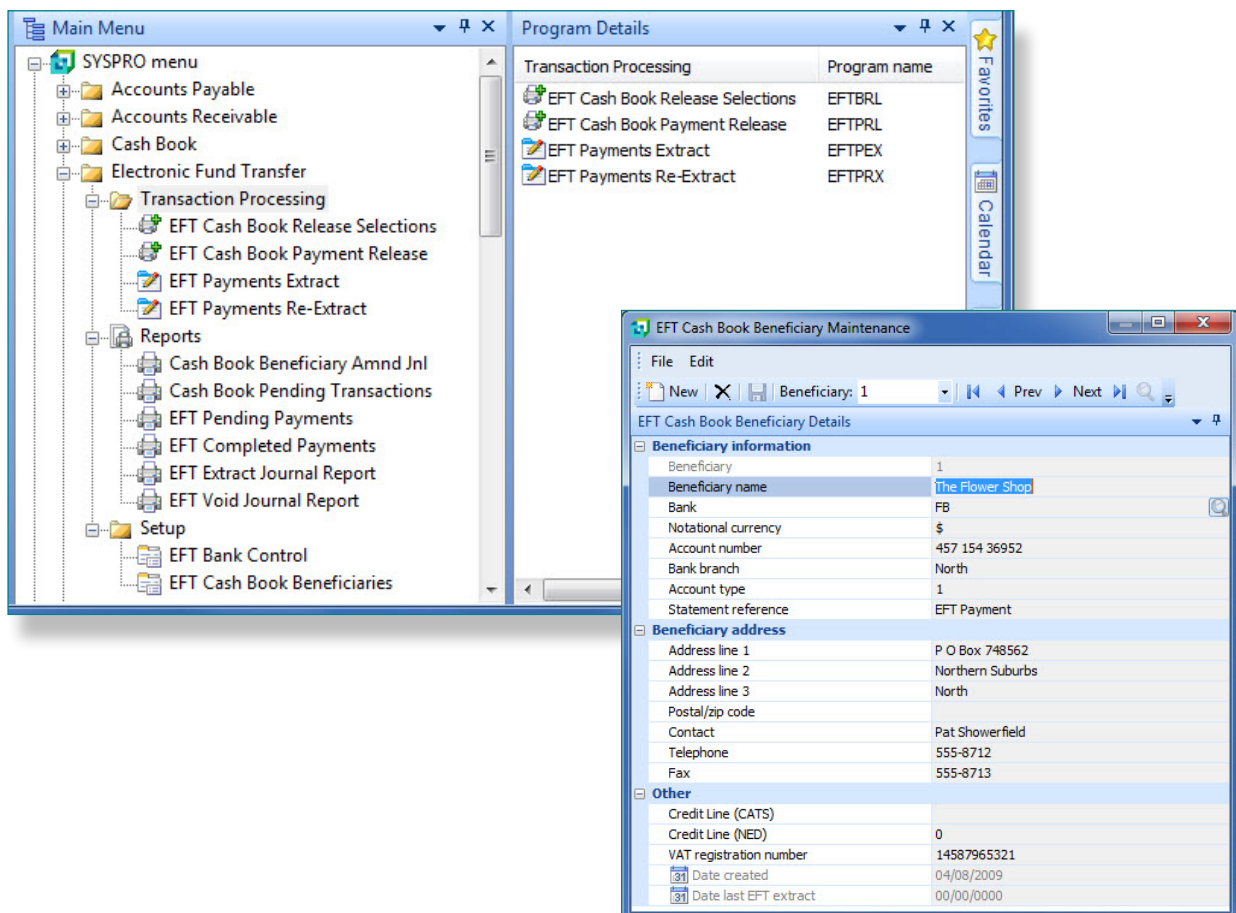 Main Menu
SYSPRO menu
Accounts Payable
Accounts Receivable
Cash Book
Electronic Fund Transfer
Transaction Processing
EFT Cash Book Release Selections
EFT Cash Book Payment Release
EFT Payments Extract
EFT Payments Re-Extract
Reports
Cash Book Beneficiary Amnd Jnl
Cash Book Pending Transactions
EFT Pending Payments
EFT Completed Payments
EFT Extract Journal Report
EFT Void Journal Report
Setup
EFT Bank Control
EFT Cash Book Beneficiaries
Program Details
Transaction Processing Program name
EFT Cash Book Release Selections EFTBRL
EFT Cash Book Payment Release EFTPRL
EFT Payments Extract EFTPEX
EFT Payments Re-Extract EFTPRX
Favorites
Calendar
EFT Cash Book Beneficiary Maintenance
File Edit
New Beneficiary: 1 Prev Next
EFT Cash Book Beneficiary Details
Beneficiary information
Beneficiary 1
Beneficiary name The Flower Shop
Bank FB
Notational currency $
Account number 457 154 36952
Bank branch North
Account type 1
Statement reference EFT Payment
Beneficiary address
Address line 1 P O Box 748562
Address line 2 Northern Suburbs
Address line 3 North
Postal/zip code
Contact Pat Showerfield
Telephone 555-8712
Fax 555-8713
Other
Credit Line (CATS)
Credit Line (NED) 0
VAT registration number 14587965321
31 Date created 04/08/2009
31 Date last EFT extract 00/00/0000